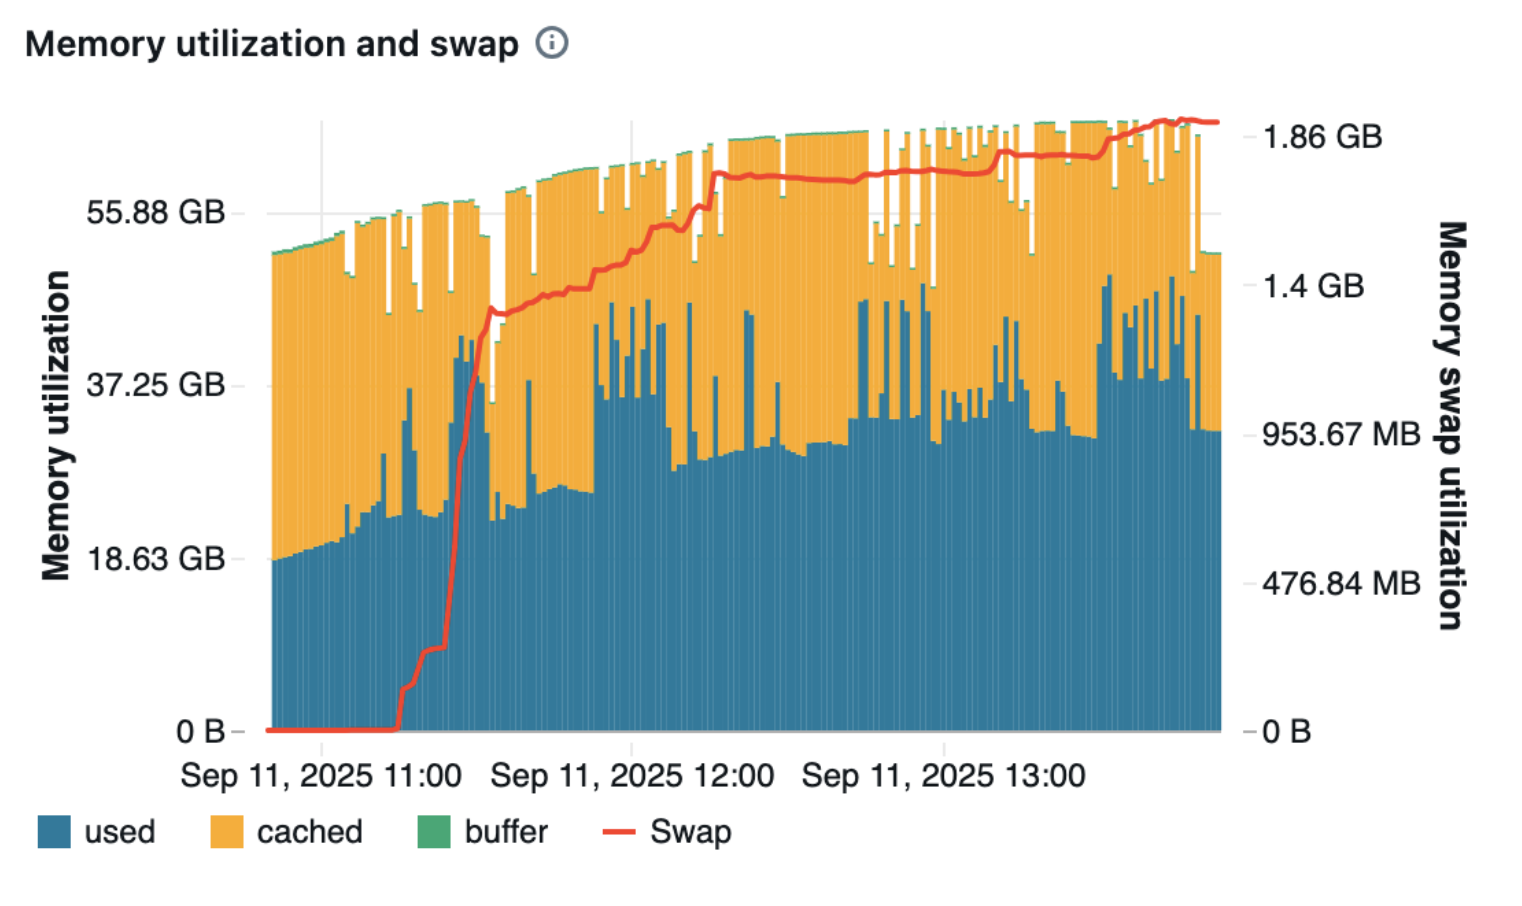 Memory utilization and swap
Memory utilization
55.88 GB
37.25 GB
18.63 GB
0 B
1.86 GB
1.4 GB
953.67 MB
476.84 MB
0 B
Memory swap utilization
Sep 11, 2025 11:00
Sep 11, 2025 12:00
Sep 11, 2025 13:00
used
cached
buffer
Swap